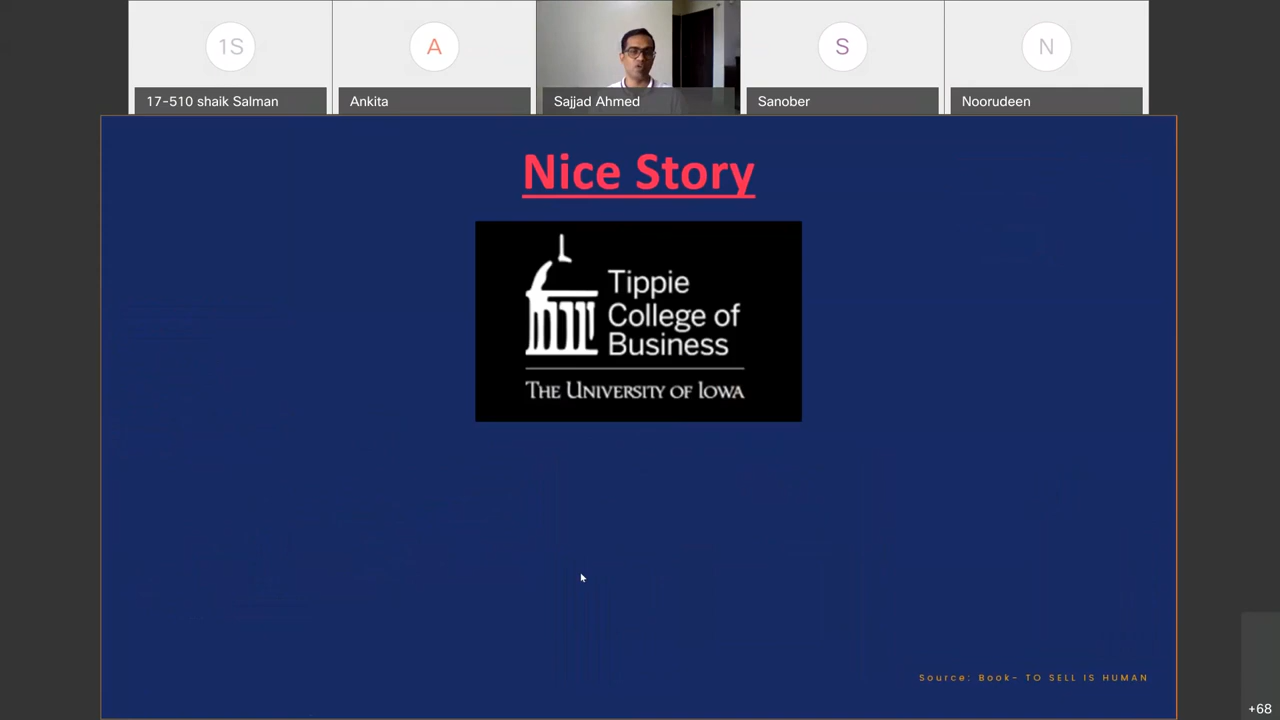 1S
A
S
N
17-510 shaik Salman
Ankita
Sajjad Ahmed
Sanober
Noorudeen
Nice Story
Tippie
College of
Business
THE UNIVERSITY OF IOWA
Source: Book- TO SELL IS HUMAN
+68